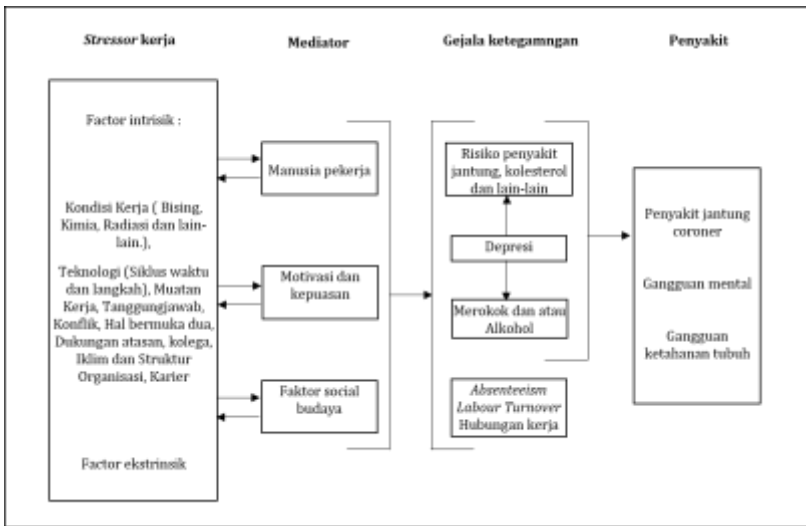 Stressor kerja
Mediator
Gejala ketegamngan
Penyakit
Factor intrisik :
Kondisi Kerja ( Bising,
Kimia, Radiasi dan lain-
lain.),
Teknologi (Siklus waktu
dan langkah), Muatan
Kerja, Tanggungjawab,
Konflik, Hal bermuka dua,
Dukungan atasan, kolega,
Iklim dan Struktur
Organisasi, Karier
Factor ekstrinsik
Manusia pekerja
Motivasi dan
kepuasan
Faktor social
budaya
Risiko penyakit
jantung, kolesterol
dan lain-lain
Depresi
Merokok dan atau
Alkohol
Absenteeism
Labour Turnover
Hubungan kerja
Penyakit jantung
coroner
Gangguan mental
Gangguan
ketahanan tubuh